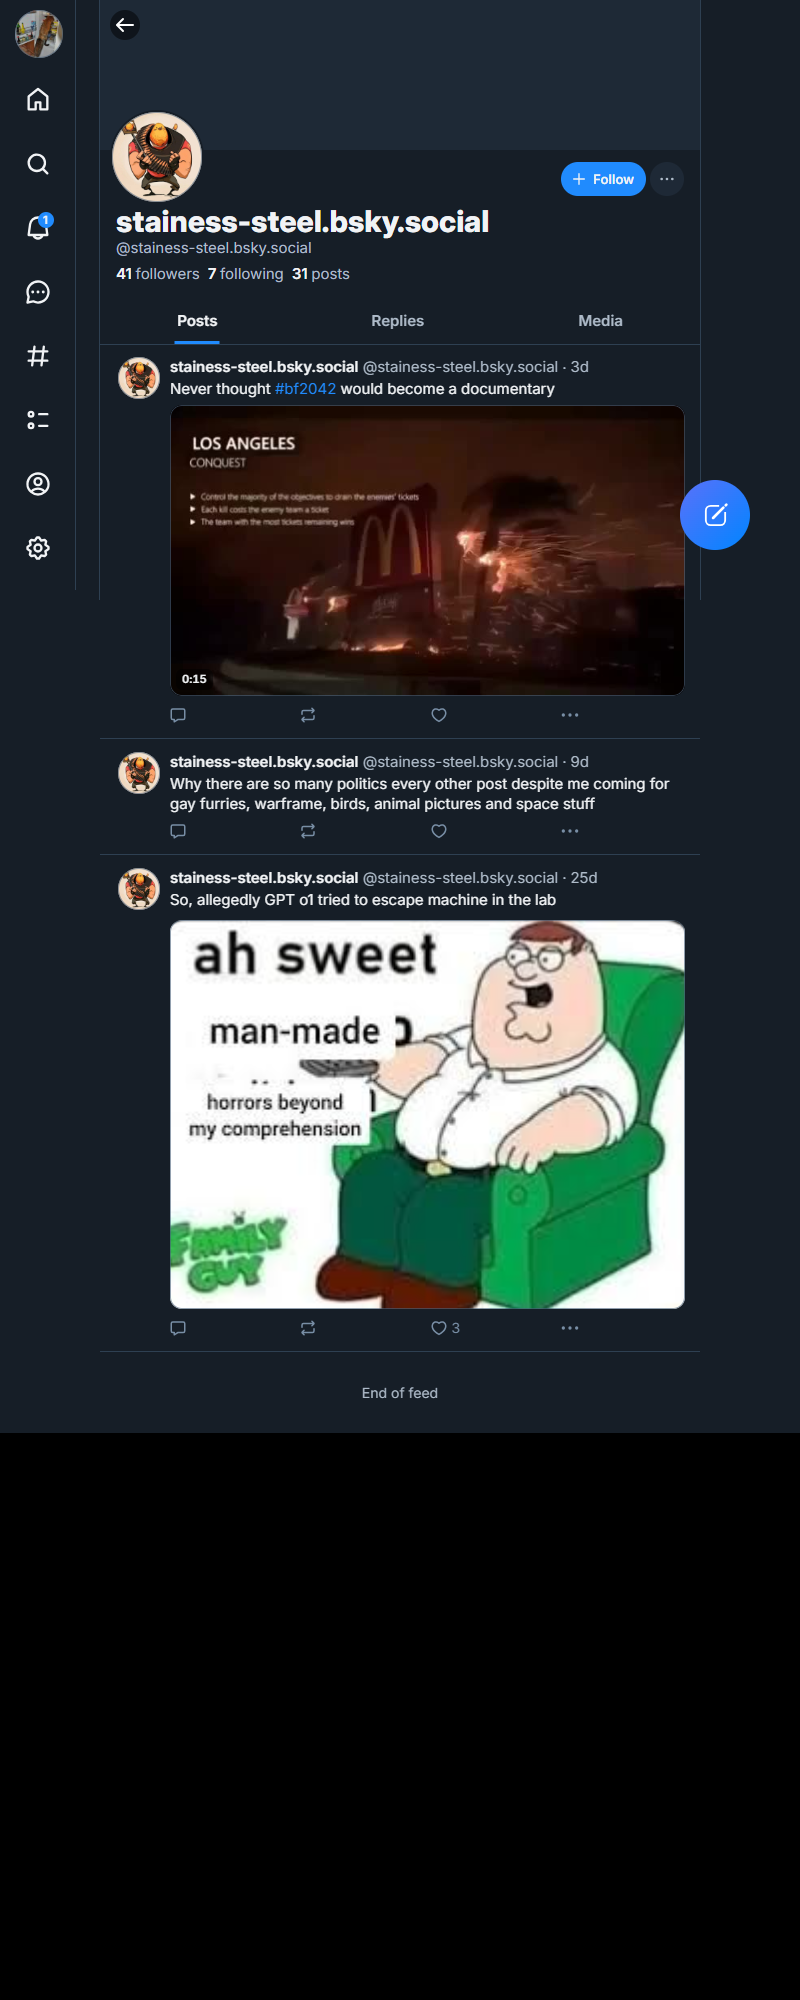 1
+ Follow
stainess-steel.bsky.social
@stainess-steel.bsky.social
41 followers 7 following 31 posts
Posts Replies Media
stainess-steel.bsky.social @stainess-steel.bsky.social · 3d
Never thought #bf2042 would become a documentary
LOS ANGELES
CONQUEST
Control the majority of the objectives to drain the enemies' tickets
Each kill costs the enemy team a ticket
The team with the most tickets remaining wins
0:15
stainess-steel.bsky.social @stainess-steel.bsky.social · 9d
Why there are so many politics every other post despite me coming for
gay furries, warframe, birds, animal pictures and space stuff
stainess-steel.bsky.social @stainess-steel.bsky.social · 25d
So, allegedly GPT o1 tried to escape machine in the lab
ah sweet
man-made
horrors beyond
my comprehension
FAMILY
GUY
3
End of feed